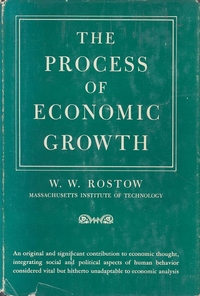 THE
PROCESS
OF
ECONOMIC
GROWTH
W. W. ROSTOW
MASSACHUSETTS INSTITUTE OF TECHNOLOGY
An original and significant contribution to economic thought,
integrating social and political aspects of human behavior
considered vital but hitherto unadaptable to economic analysis